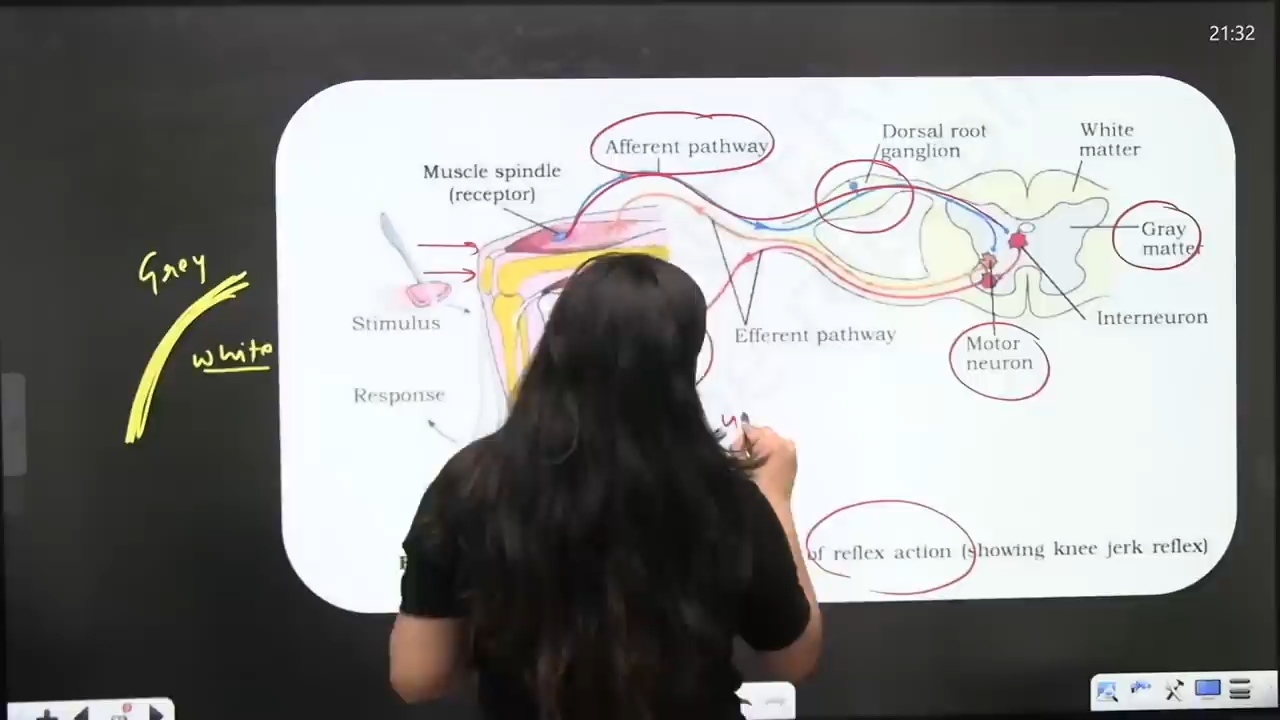 21:32
Afferent pathway
Dorsal root
ganglion
White
matter
Muscle spindle
(receptor)
Gray
matter
Grey
White
Stimulus
Efferent pathway
Interneuron
Motor
neuron
Response
of reflex action (showing knee jerk reflex)